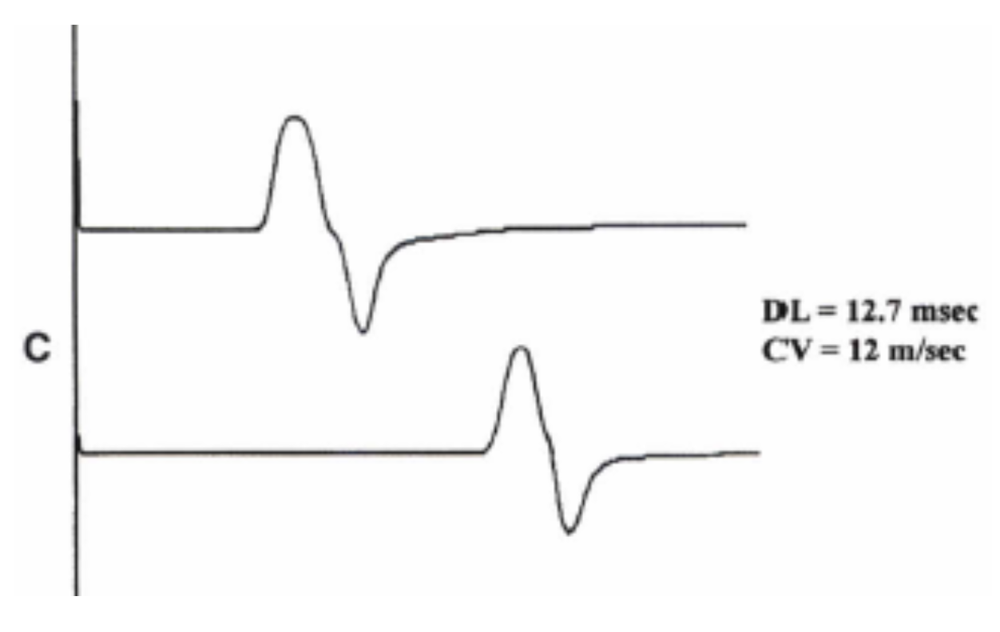 C
DL = 12.7 msec
CV = 12 m/sec